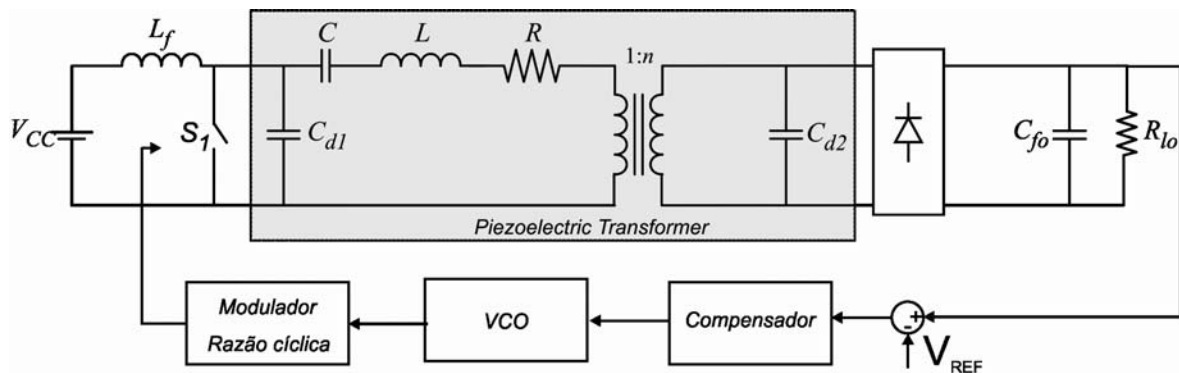 L_f
C
L
R
1:n
V_CC
S_1
C_d1
C_d2
C_fo
R_lo
Piezoelectric Transformer
Modulador
Razão cíclica
VCO
Compensador
+
-
V_REF